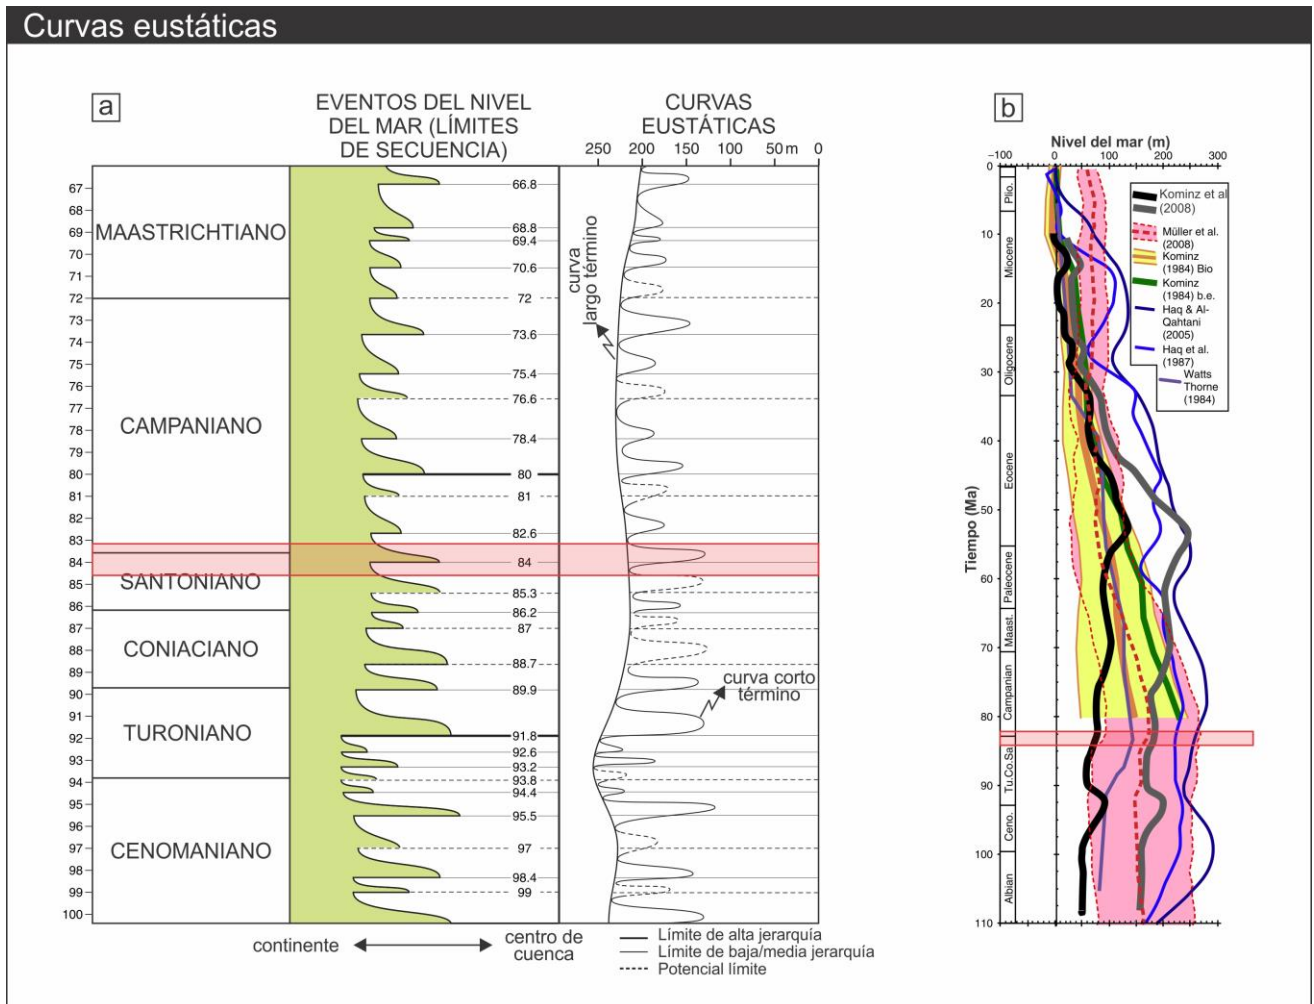 Curvas eustáticas
a
EVENTOS DEL NIVEL
DEL MAR (LÍMITES
DE SECUENCIA)
CURVAS
EUSTÁTICAS
250
200
150
100
50 m
0
67
68
69
70
71
72
73
74
75
76
77
78
79
80
81
82
83
84
85
86
87
88
89
90
91
92
93
94
95
96
97
98
99
100
MAASTRICHTIANO
CAMPANIANO
SANTONIANO
CONIACIANO
TURONIANO
CENOMANIANO
66.8
68.8
69.4
70.6
72
73.6
75.4
76.6
78.4
80
81
82.6
84
85.3
86.2
87
88.7
89.9
91.8
92.6
93.2
93.8
94.4
95.5
97
98.4
99
curva
largo término
curva corto
término
continente
centro de
cuenca
Límite de alta jerarquía
Límite de baja/media jerarquía
Potencial límite
b
Nivel del mar (m)
−100
0
100
200
300
Tiempo (Ma)
0
10
20
30
40
50
60
70
80
90
100
110
Plio.
Miocene
Oligocene
Eocene
Paleocene
Maast.
Campanian
Tu.Co.Sa
Ceno.
Albian
Kominz et al
(2008)
Müller et al.
(2008)
Kominz
(1984) Bio
Kominz
(1984) b.e.
Haq & Al-
Qahtani
(2005)
Haq et al.
(1987)
Watts
Thorne
(1984)